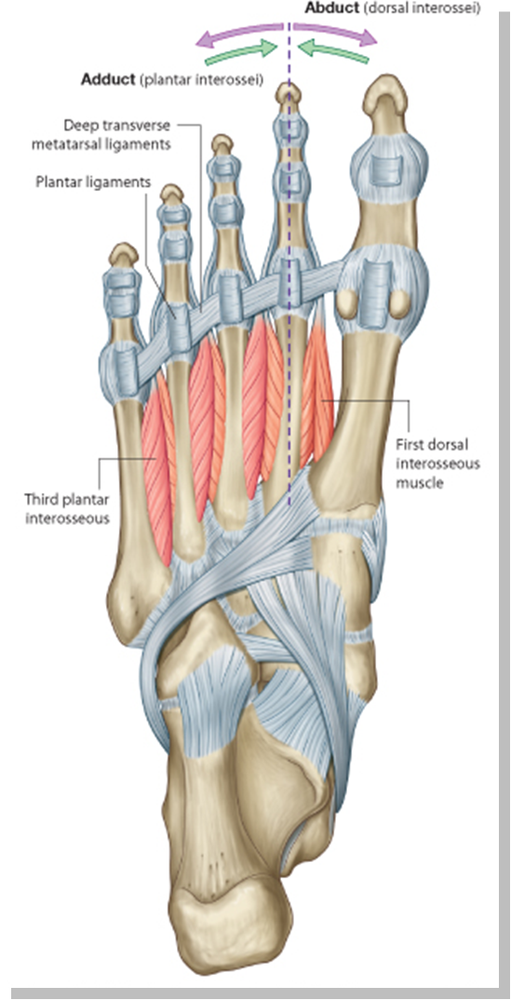 Abduct (dorsal interossei)
Adduct (plantar interossei)
Deep transverse
metatarsal ligaments
Plantar ligaments
First dorsal
interosseous
muscle
Third plantar
interosseous